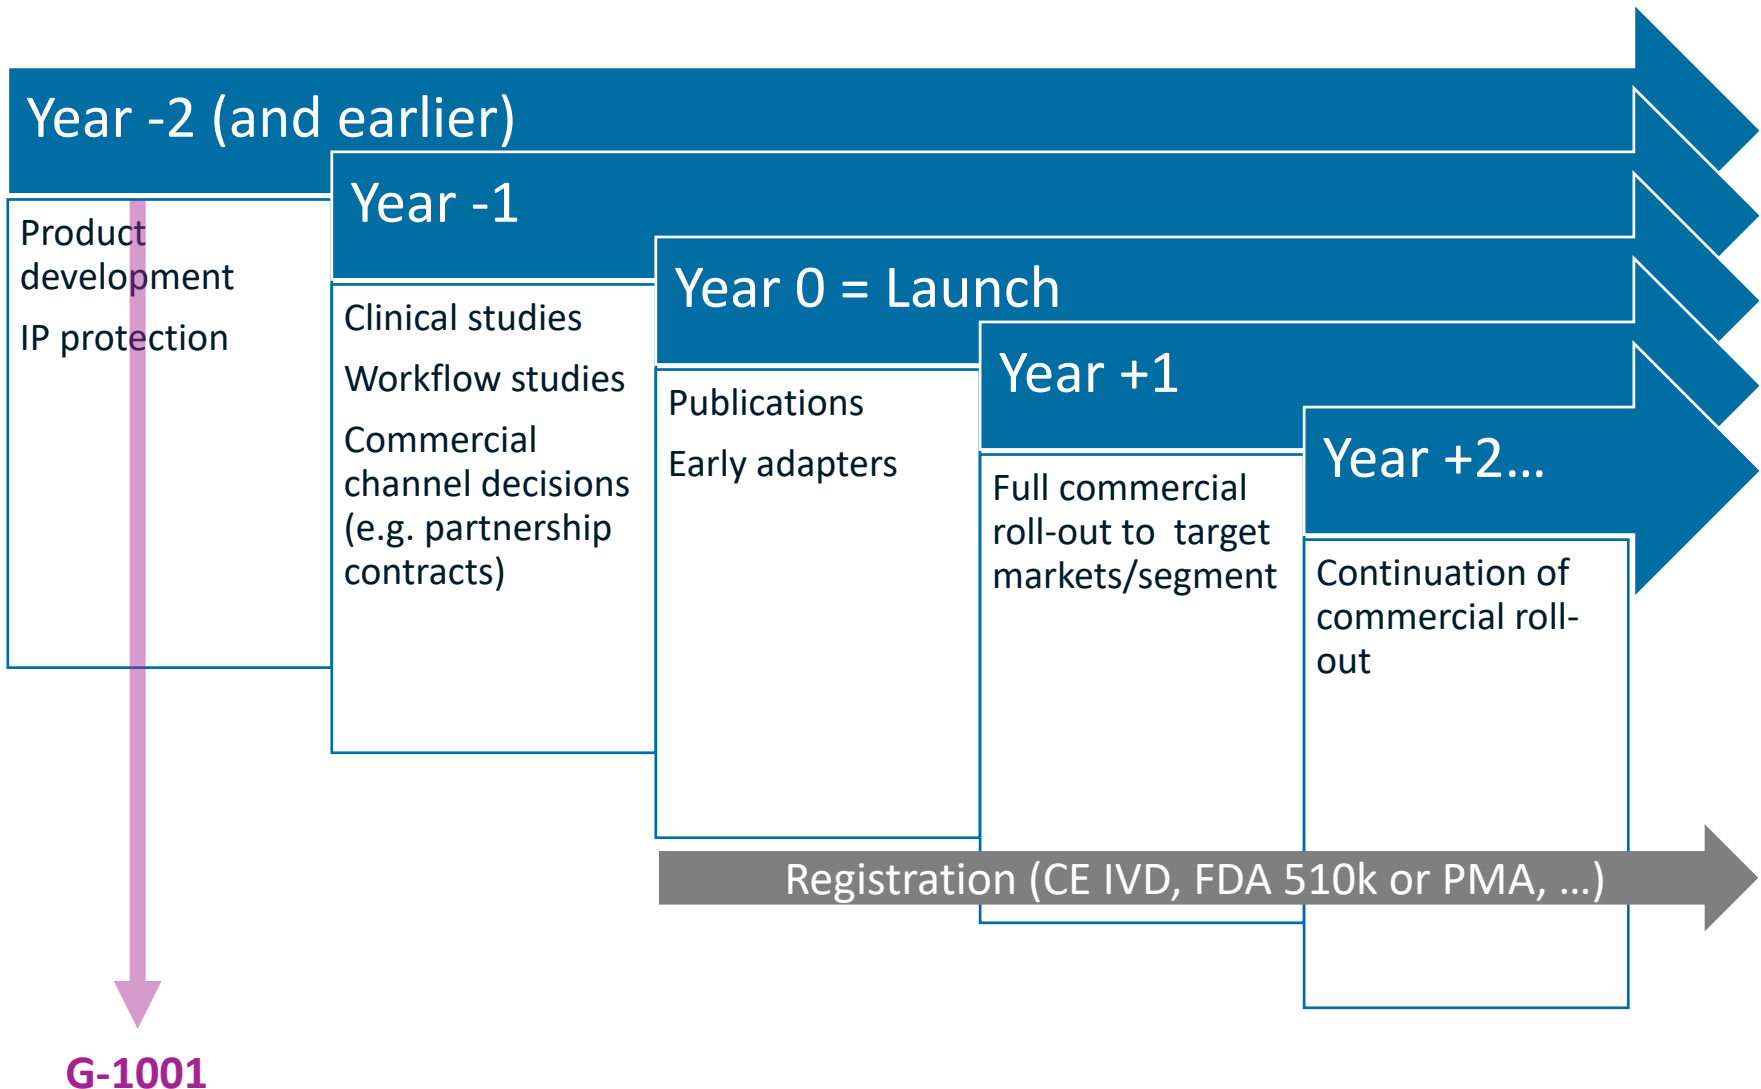 Year -2 (and earlier)
Product
development
IP protection
Year -1
Clinical studies
Workflow studies
Commercial
channel decisions
(e.g. partnership
contracts)
Year 0 = Launch
Publications
Early adapters
Year +1
Full commercial
roll-out to  target
markets/segment
Year +2...
Continuation of
commercial roll-
out
Registration (CE IVD, FDA 510k or PMA, ...)
G-1001